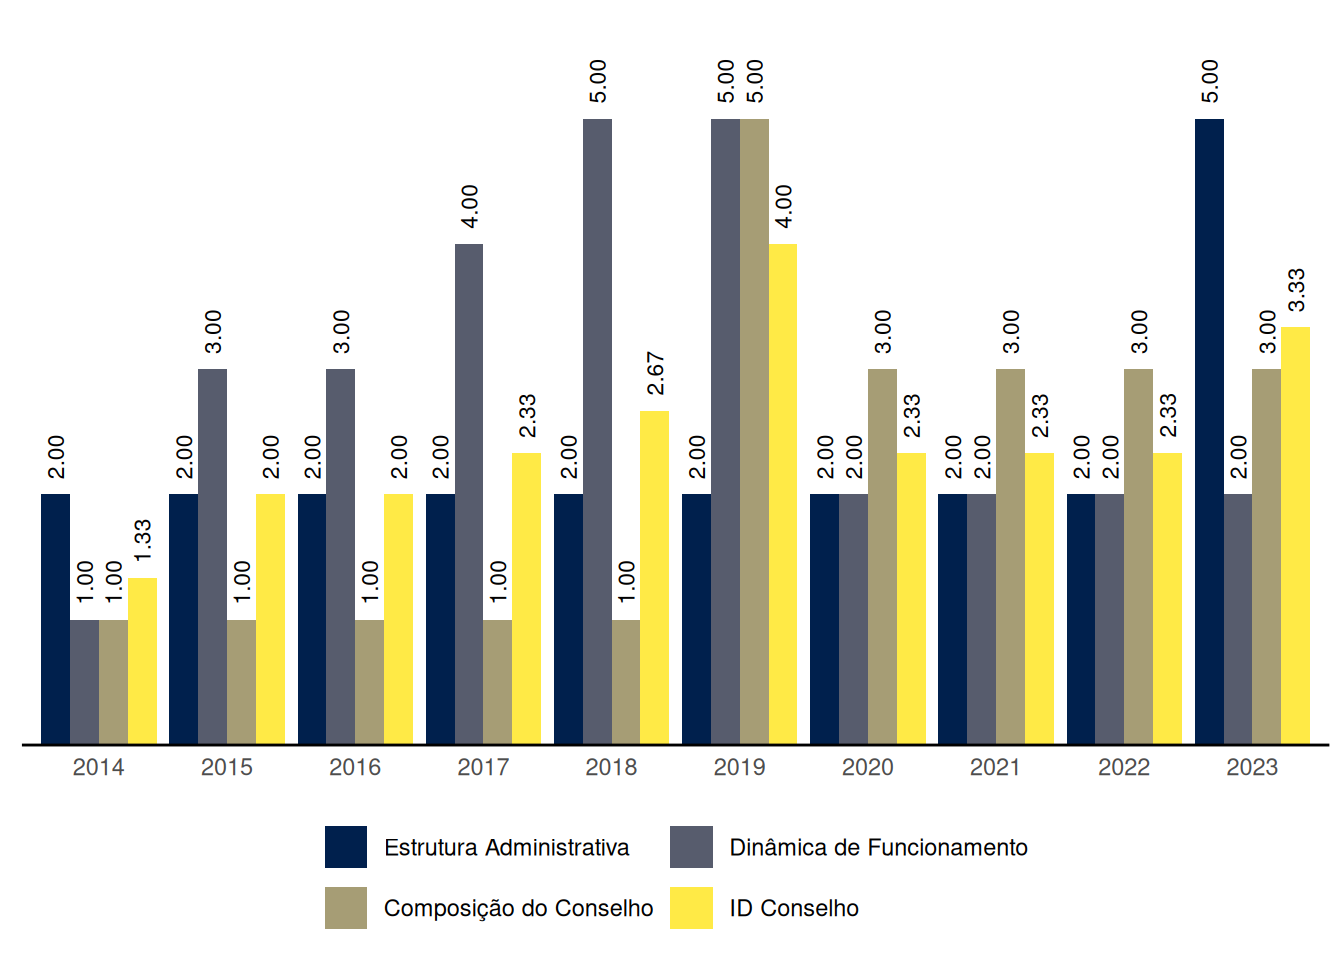 2.00 1.00 1.00 1.33
2.00 3.00 1.00 2.00
2.00 3.00 1.00 2.00
2.00 4.00 1.00 2.33
2.00 5.00 1.00 2.67
2.00 5.00 5.00 4.00
2.00 2.00 3.00 2.33
2.00 2.00 3.00 2.33
2.00 2.00 3.00 2.33
5.00 2.00 3.00 3.33
2014 2015 2016 2017 2018 2019 2020 2021 2022 2023
Estrutura Administrativa Dinâmica de Funcionamento
Composição do Conselho ID Conselho